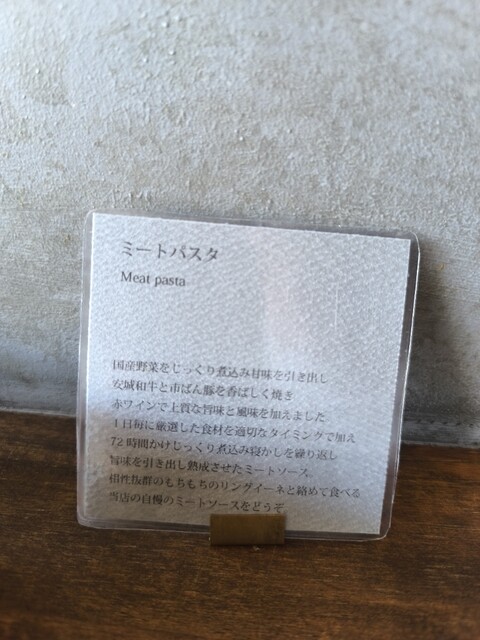 ミートパスタ
Meat pasta
国産野菜をじっくり煮込み甘味を引き出し
安城和牛と市ばん豚を香ばしく焼き
赤ワインで上質な旨味と風味を加えました
1日毎に厳選した食材を適切なタイミングで加え
72時間かけじっくり煮込み寝かしを繰り返し
旨味を引き出し熟成させたミートソース
相性抜群のもちもちのリングイーネと絡めて食べる
当店の自慢のミートソースをどうぞ